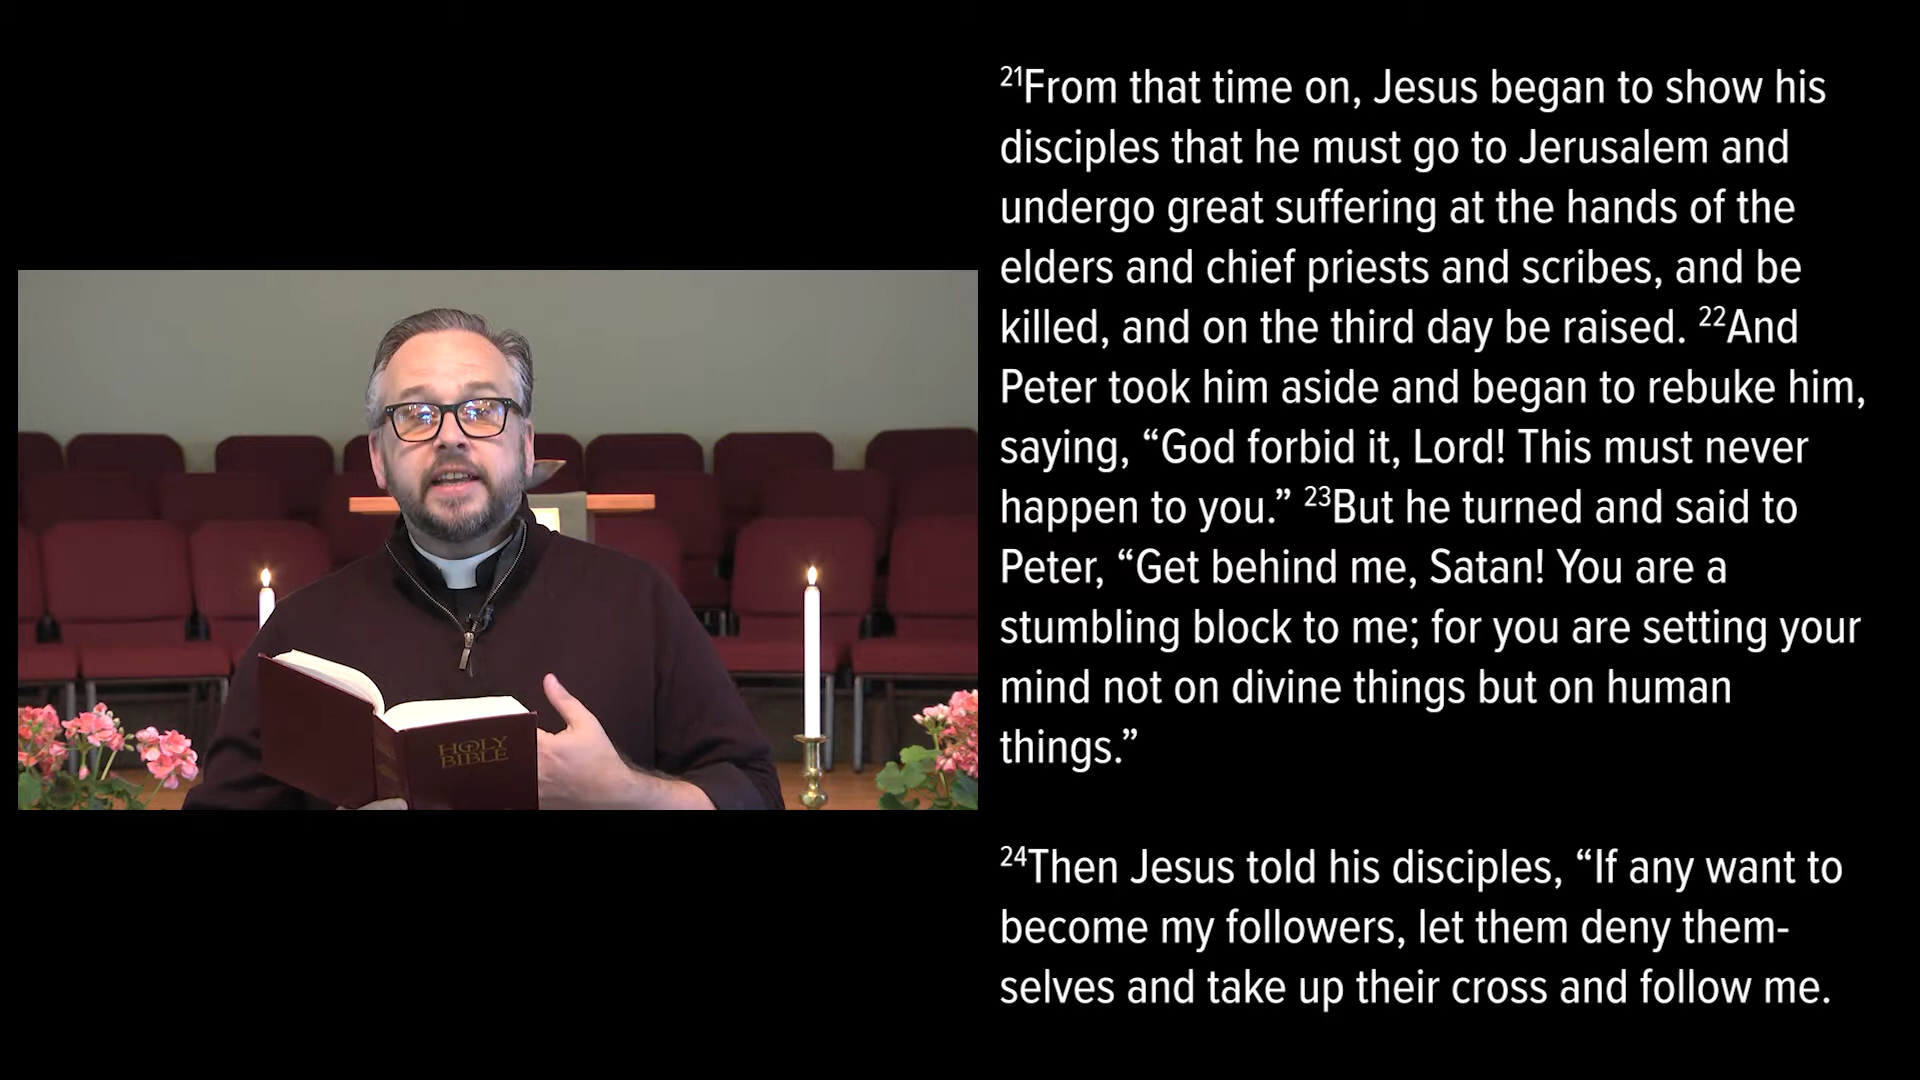 HOLY
BIBLE
²¹From that time on, Jesus began to show his
disciples that he must go to Jerusalem and
undergo great suffering at the hands of the
elders and chief priests and scribes, and be
killed, and on the third day be raised. ²²And
Peter took him aside and began to rebuke him,
saying, “God forbid it, Lord! This must never
happen to you.” ²³But he turned and said to
Peter, “Get behind me, Satan! You are a
stumbling block to me; for you are setting your
mind not on divine things but on human
things.”
²⁴Then Jesus told his disciples, “If any want to
become my followers, let them deny them-
selves and take up their cross and follow me.